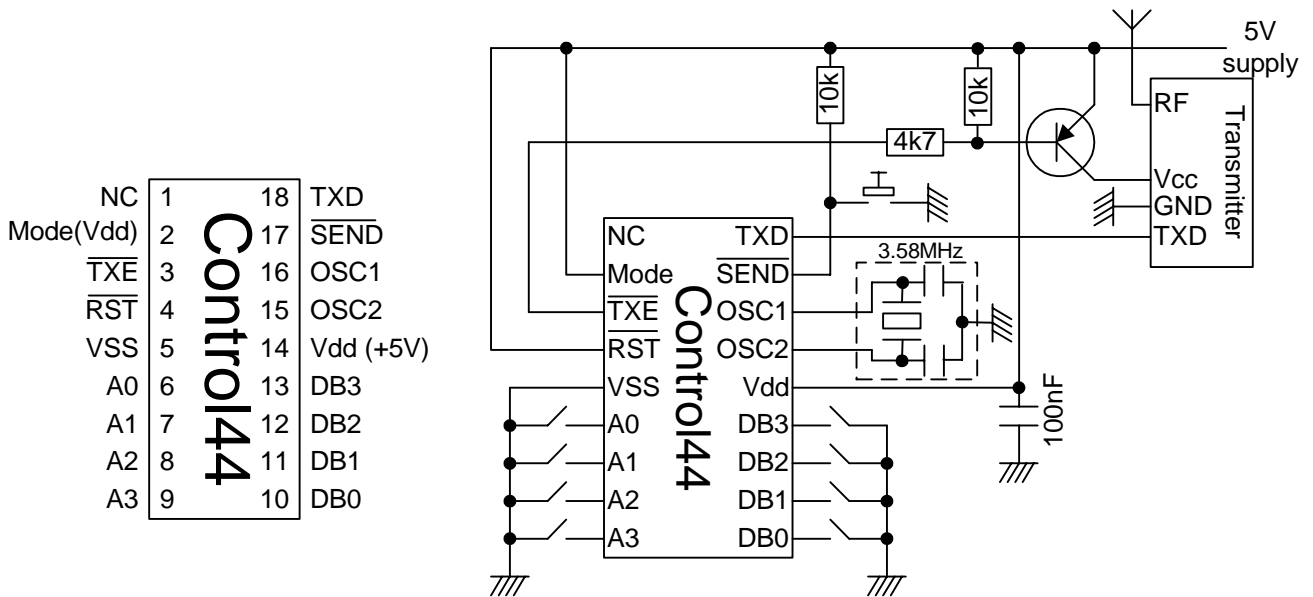 NC 1 18 TXD
Mode(Vdd) 2 17 SEND
TXE 3 16 OSC1
RST 4 15 OSC2
VSS 5 14 Vdd (+5V)
A0 6 13 DB3
A1 7 12 DB2
A2 8 11 DB1
A3 9 10 DB0
Control44
5V
supply
10k
10k
4k7
RF
Vcc
GND
TXD
Transmitter
3.58MHz
NC TXD
Mode SEND
TXE OSC1
RST OSC2
VSS Vdd
A0 DB3
A1 DB2
A2 DB1
A3 DB0
Control44
100nF